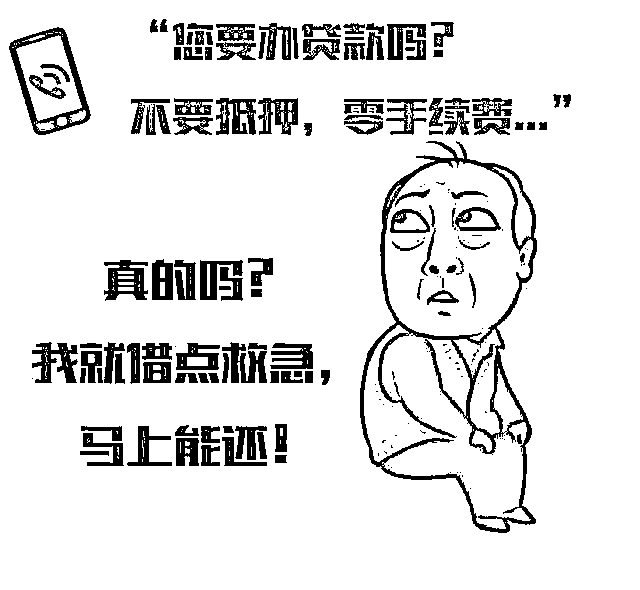 “您要办贷款吗？
不要抵押，零手续费...”
真的吗？
我就借点救急，
马上能还！